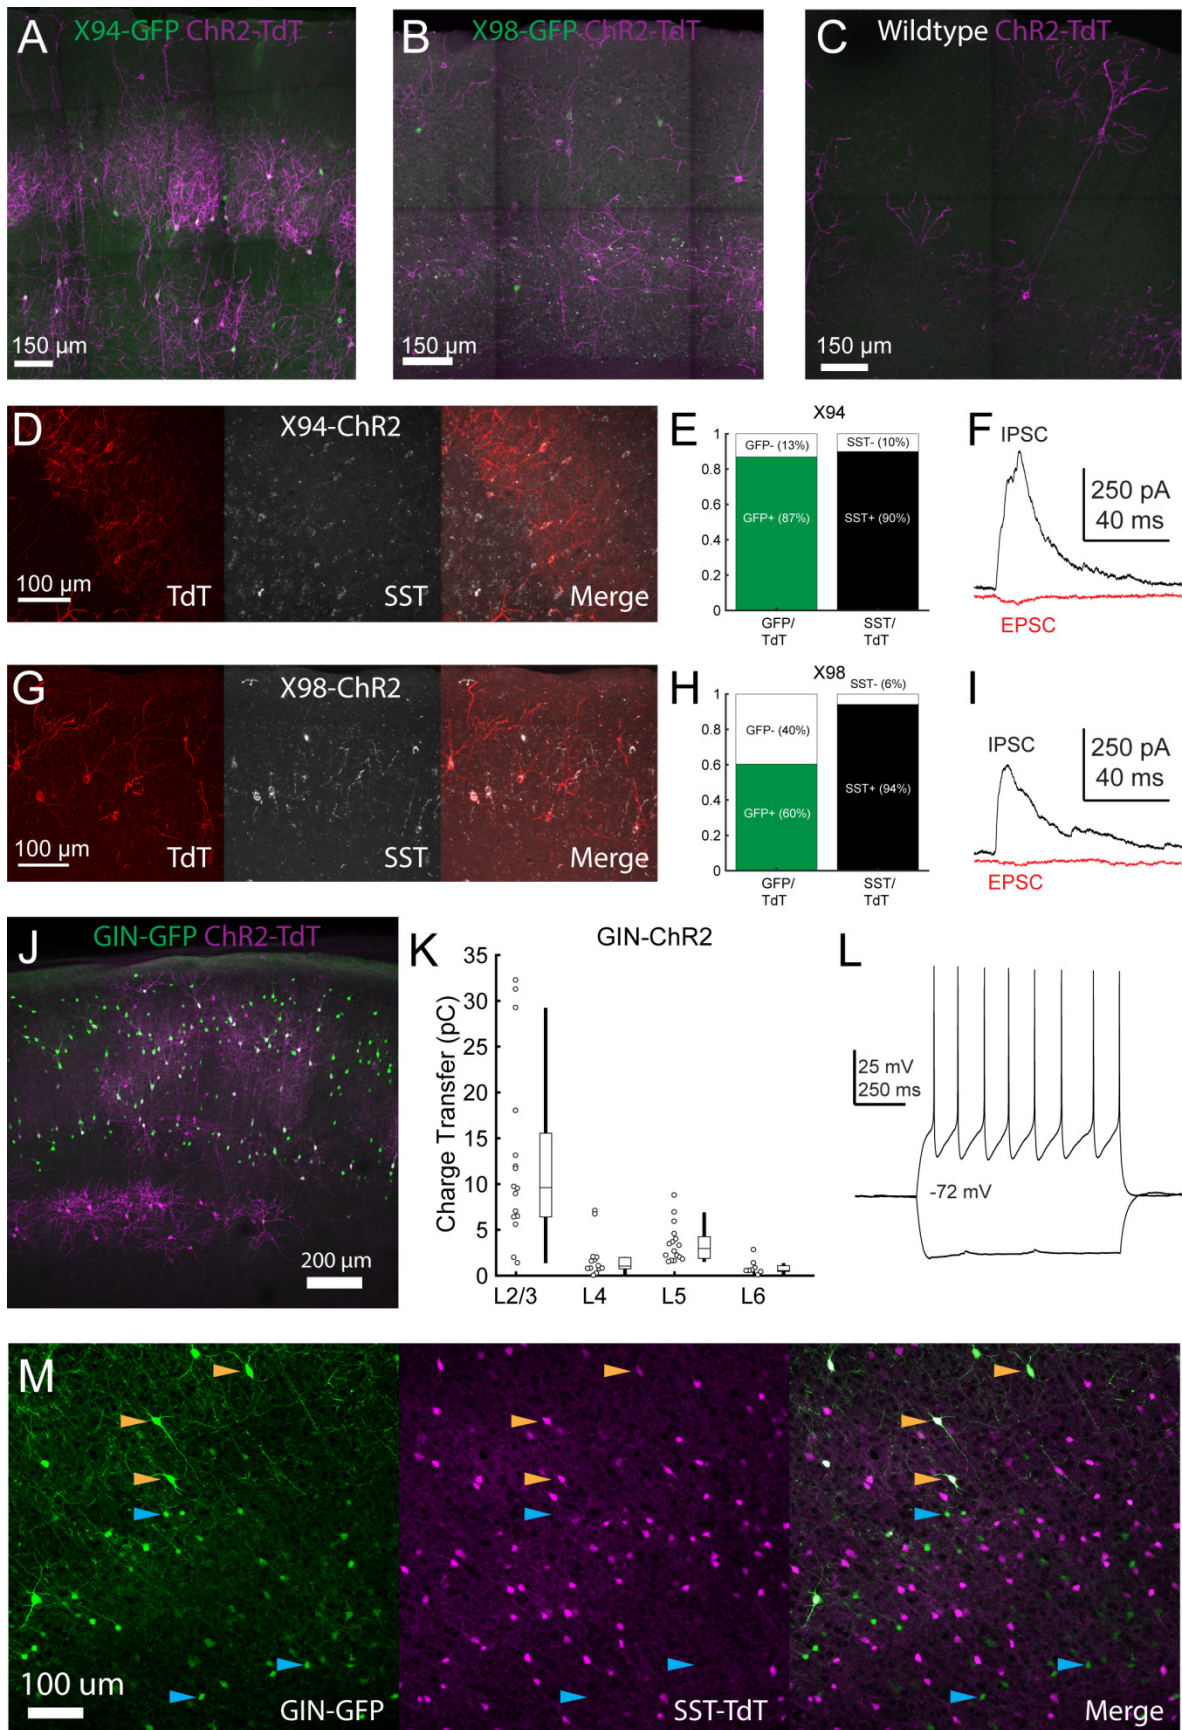 A X94-GFP ChR2-TdT
150 µm
B X98-GFP ChR2-TdT
150 µm
C Wildtype ChR2-TdT
150 µm
D X94-ChR2
100 µm
TdT
SST
Merge
E X94
1
0.8
0.6
0.4
0.2
0
GFP- (13%)
GFP+ (87%)
SST- (10%)
SST+ (90%)
GFP/
TdT
SST/
TdT
F IPSC
250 pA
40 ms
EPSC
G X98-ChR2
100 µm
TdT
SST
Merge
H X98
1
0.8
0.6
0.4
0.2
0
GFP- (40%)
GFP+ (60%)
SST- (6%)
SST+ (94%)
GFP/
TdT
SST/
TdT
I IPSC
250 pA
40 ms
EPSC
J GIN-GFP ChR2-TdT
200 µm
K GIN-ChR2
Charge Transfer (pC)
35
30
25
20
15
10
5
0
L2/3
L4
L5
L6
L
25 mV
250 ms
-72 mV
M
100 um
GIN-GFP
SST-TdT
Merge